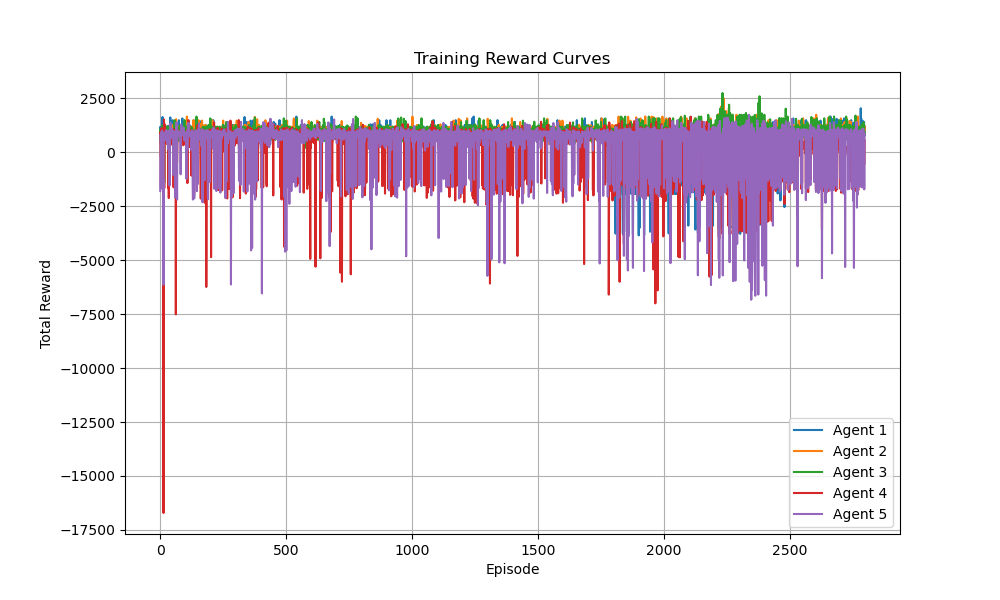 Training Reward Curves
Total Reward
2500
0
−2500
−5000
−7500
−10000
−12500
−15000
−17500
0 500 1000 1500 2000 2500
Episode
Agent 1
Agent 2
Agent 3
Agent 4
Agent 5